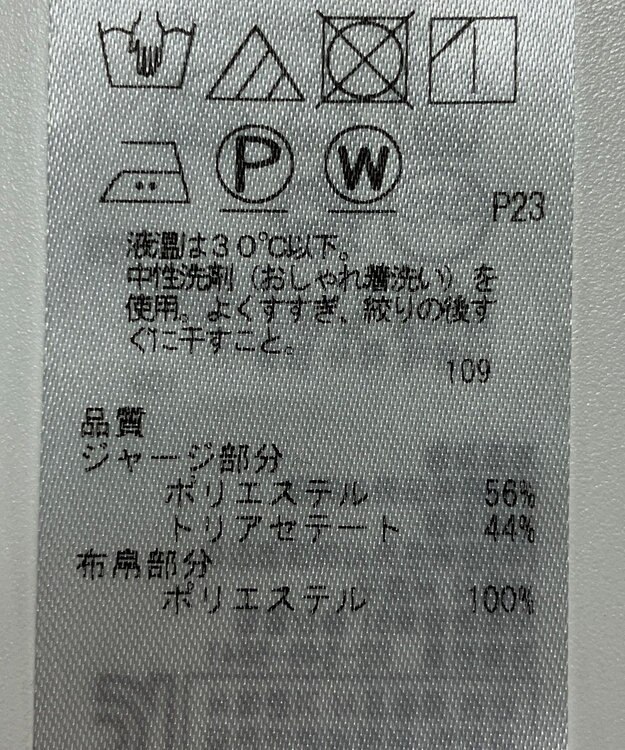 P
W
P23
液温は30℃以下。
中性洗剤（おしゃれ着洗い）を
使用。よくすすぎ、絞りの後す
ぐに干すこと。
109
品質
ジャージ部分
ポリエステル 56%
トリアセテート 44%
布帛部分
ポリエステル 100%